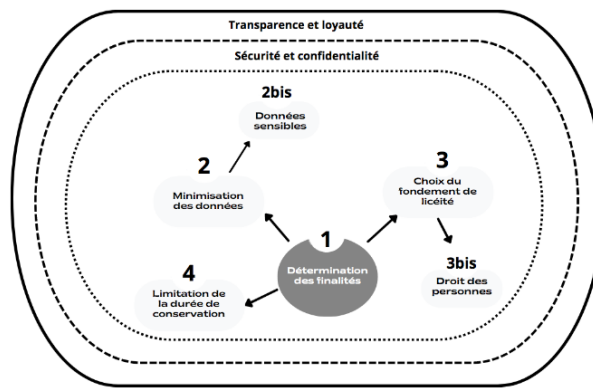 Transparence et loyauté
Sécurité et confidentialité
2bis
Données
sensibles
2
Minimisation
des données
3
Choix du
fondement de
licéité
1
Détermination
des finalités
3bis
Droit des
personnes
4
Limitation de
la durée de
conservation